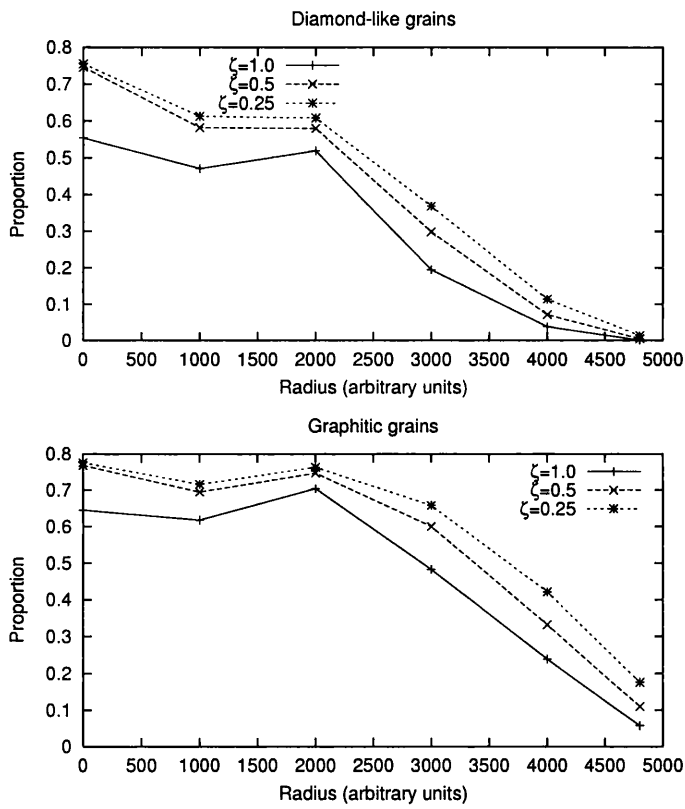 Diamond-like grains
0.8
0.7
0.6
0.5
0.4
0.3
0.2
0.1
0
Proportion
ζ=1.0
ζ=0.5
ζ=0.25
0 500 1000 1500 2000 2500 3000 3500 4000 4500 5000
Radius (arbitrary units)
Graphitic grains
0.8
0.7
0.6
0.5
0.4
0.3
0.2
0.1
0
Proportion
ζ=1.0
ζ=0.5
ζ=0.25
0 500 1000 1500 2000 2500 3000 3500 4000 4500 5000
Radius (arbitrary units)